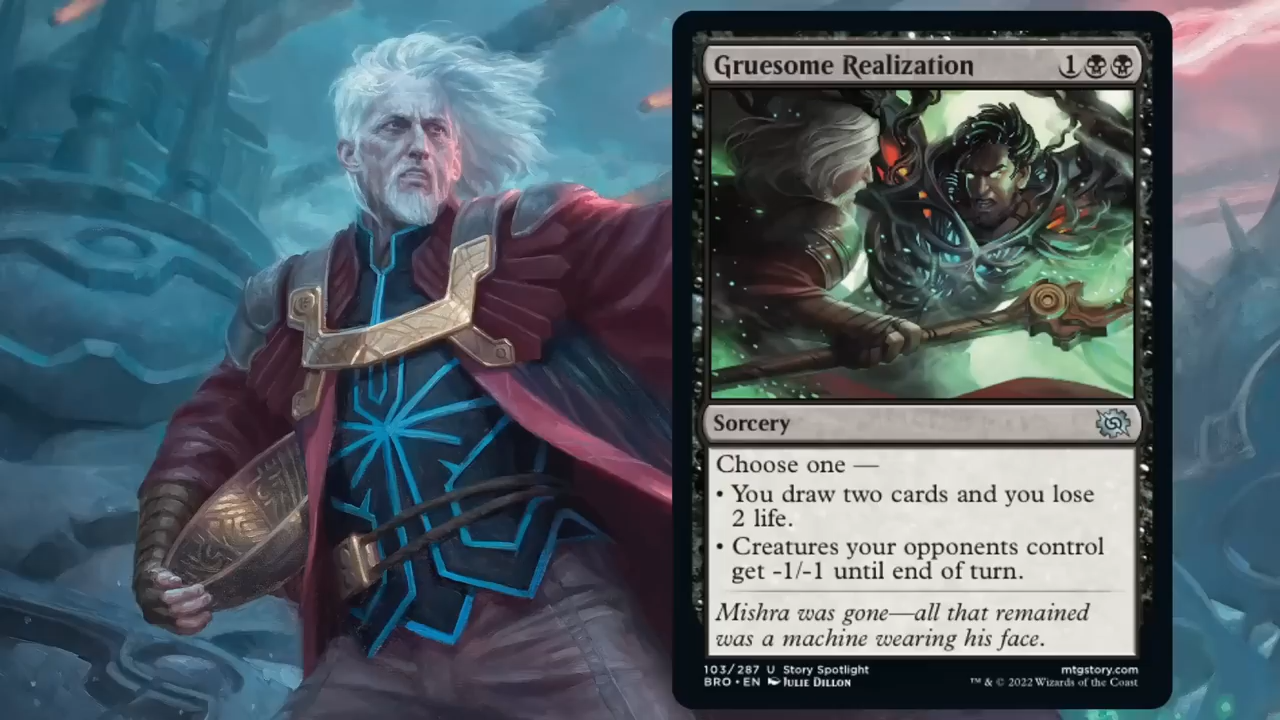 Gruesome Realization 1
Sorcery
Choose one —
• You draw two cards and you lose
2 life.
• Creatures your opponents control
get -1/-1 until end of turn.
Mishra was gone—all that remained
was a machine wearing his face.
103/287 U Story Spotlight mtgstory.com
BRO • EN Julie Dillon ™ & © 2022 Wizards of the Coast